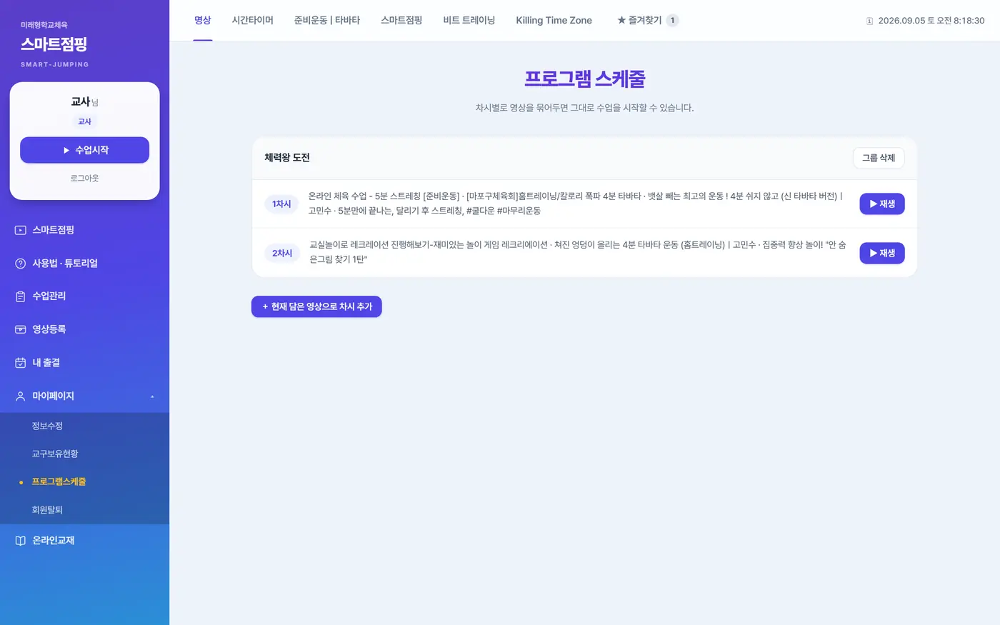 미래형학교체육
스마트점핑
SMART-JUMPING
교사 님
교사
▶ 수업시작
로그아웃
스마트점핑
사용법 · 튜토리얼
수업관리
영상등록
내 출결
마이페이지
정보수정
교구보유현황
프로그램스케줄
회원탈퇴
온라인교재
명상
시간타이머
준비운동 | 타바타
스마트점핑
비트 트레이닝
Killing Time Zone
★ 즐겨찾기 1
2026.09.05 토 오전 8:18:30
프로그램 스케줄
차시별로 영상을 묶어두면 그대로 수업을 시작할 수 있습니다.
체력왕 도전
그룹 삭제
1차시
온라인 체육 수업 - 5분 스트레칭 [준비운동] · [마포구체육회]홈트레이닝/칼로리 폭파 4분 타바타 · 뱃살 빼는 최고의 운동 ! 4분 쉬지 않고 (신 타바타 버전) |
고민수 · 5분만에 끝나는, 달리기 후 스트레칭, #쿨다운 #마무리운동
▶ 재생
2차시
교실놀이로 레크레이션 진행해보기-재미있는 놀이 게임 레크리에이션 · 쳐진 엉덩이 올리는 4분 타바타 운동 (홈트레이닝) | 고민수 · 집중력 향상 놀이! "안 숨
은그림 찾기 1탄"
▶ 재생
+ 현재 담은 영상으로 차시 추가